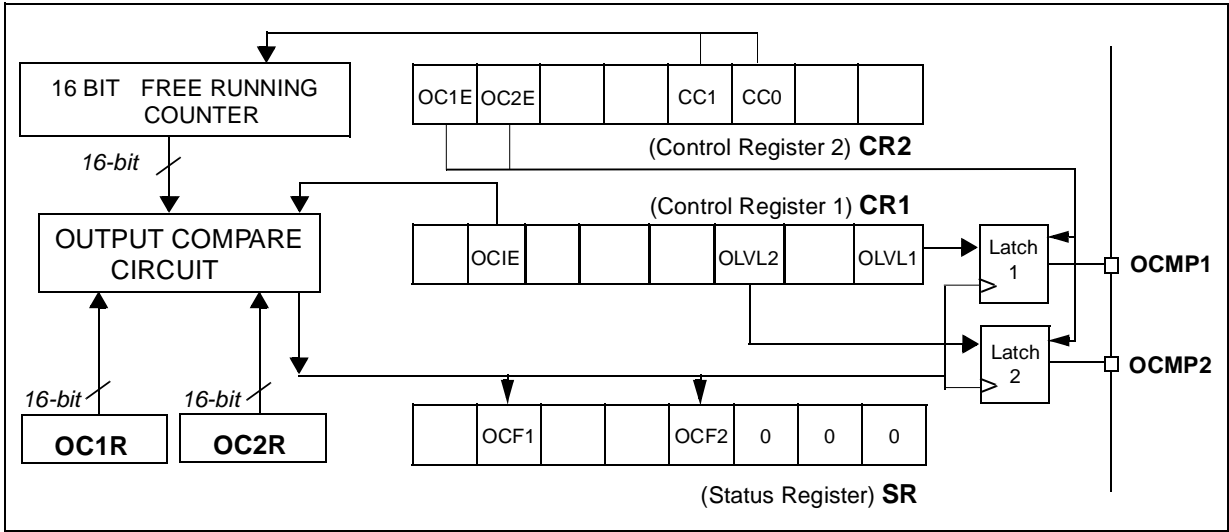 16 BIT FREE RUNNING
COUNTER
OC1E OC2E CC1 CC0
(Control Register 2) CR2
16-bit
(Control Register 1) CR1
OUTPUT COMPARE
CIRCUIT
OCIE OLVL2 OLVL1
Latch
1
OCMP1
Latch
2
OCMP2
16-bit 16-bit
OC1R OC2R
OCF1 OCF2 0 0 0
(Status Register) SR